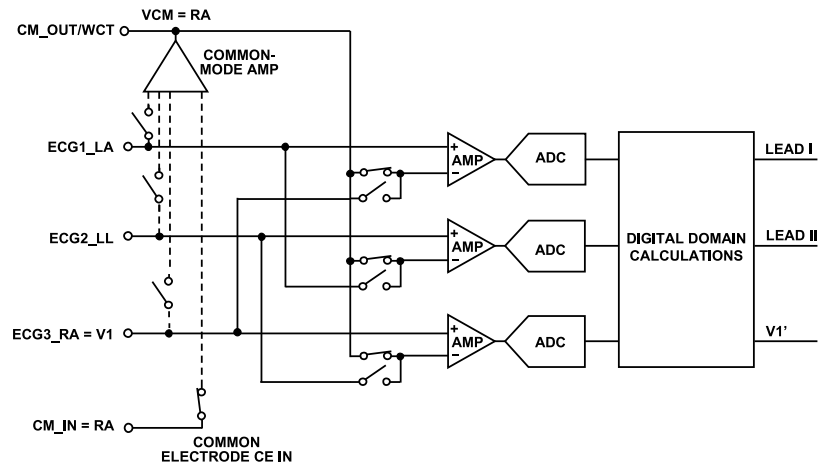 VCM = RA
CM_OUT/WCT
COMMON-
MODE AMP
ECG1_LA
+
AMP
–
ADC
LEAD I
ECG2_LL
+
AMP
–
ADC
DIGITAL DOMAIN
CALCULATIONS
LEAD II
ECG3_RA = V1
+
AMP
–
ADC
V1'
CM_IN = RA
COMMON
ELECTRODE CE IN